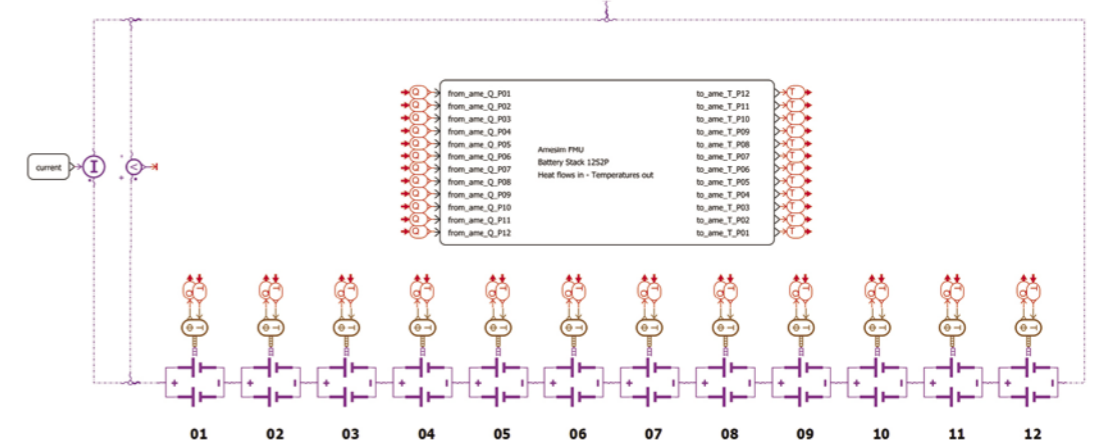 from_ame_Q_P01
from_ame_Q_P02
from_ame_Q_P03
from_ame_Q_P04
from_ame_Q_P05
from_ame_Q_P06
from_ame_Q_P07
from_ame_Q_P08
from_ame_Q_P09
from_ame_Q_P10
from_ame_Q_P11
from_ame_Q_P12
Amesim FMU
Battery Stack 12S2P
Heat flows in - Temperatures out
to_ame_T_P12
to_ame_T_P11
to_ame_T_P10
to_ame_T_P09
to_ame_T_P08
to_ame_T_P07
to_ame_T_P06
to_ame_T_P05
to_ame_T_P04
to_ame_T_P03
to_ame_T_P02
to_ame_T_P01
current
I
01 02 03 04 05 06 07 08 09 10 11 12